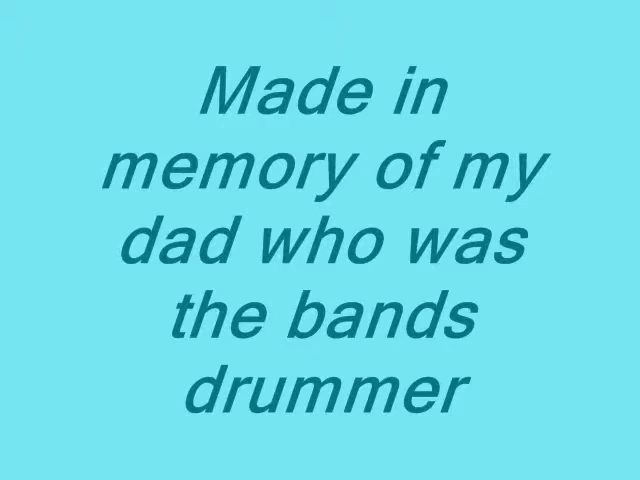 Made in
memory of my
dad who was
the bands
drummer